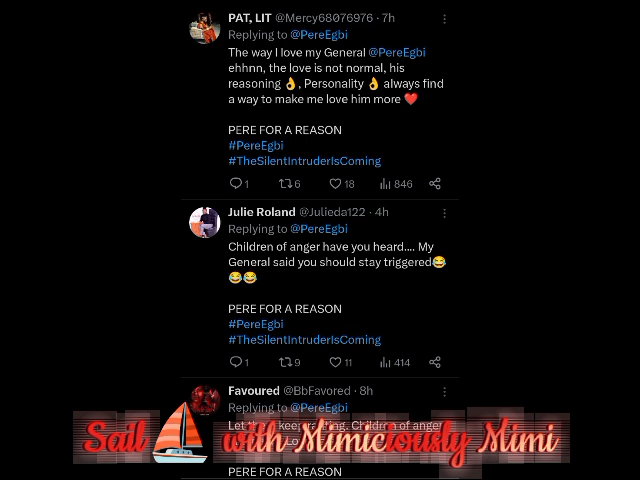 PAT, LIT @Mercy68076976 · 7h
Replying to @PereEgbi
The way I love my General @PereEgbi
ehhnn, the love is not normal, his
reasoning 👌, Personality 👌 always find
a way to make me love him more ❤️
PERE FOR A REASON
#PereEgbi
#TheSilentIntruderIsComing
1 6 18 846
Julie Roland @Julieda122 · 4h
Replying to @PereEgbi
Children of anger have you heard.... My
General said you should stay triggered😂
😂😂
PERE FOR A REASON
#PereEgbi
#TheSilentIntruderIsComing
1 9 11 414
Favoured @BbFavored · 8h
Replying to @PereEgbi
Children of anger
Sail with Mimiciously Mimi
PERE FOR A REASON